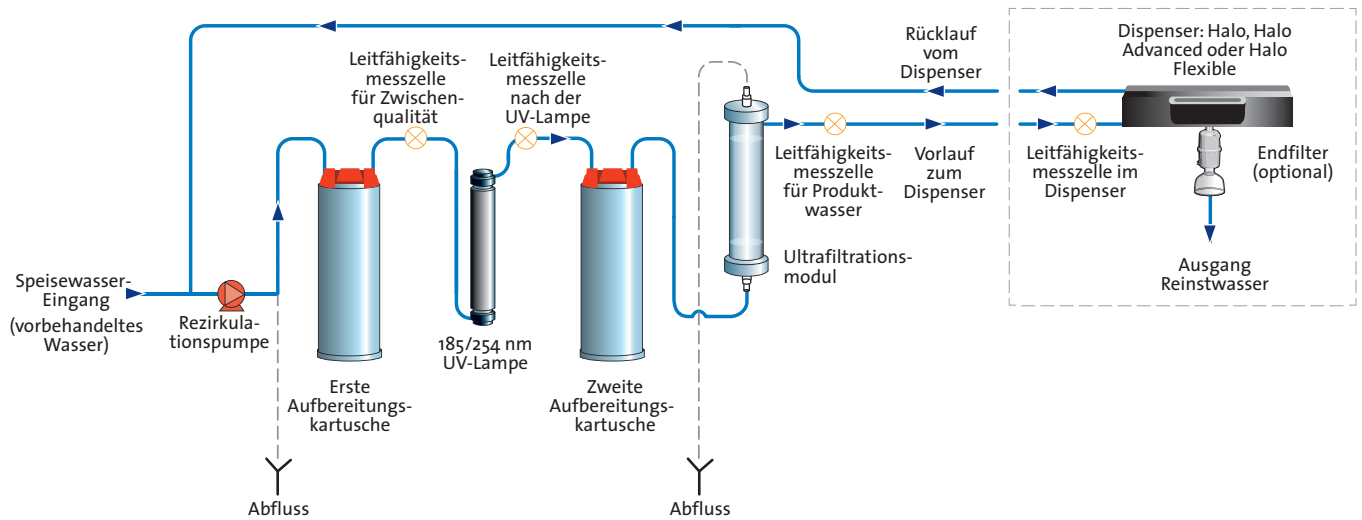 Rücklauf
vom
Dispenser
Dispenser: Halo, Halo
Advanced oder Halo
Flexible
Leitfähigkeits-
messzelle
für Zwischen-
qualität
Leitfähigkeits-
messzelle
nach der
UV-Lampe
Leitfähigkeits-
messzelle
für Produkt-
wasser
Vorlauf
zum
Dispenser
Leitfähigkeits-
messzelle im
Dispenser
Endfilter
(optional)
Ultrafiltrations-
modul
Ausgang
Reinstwasser
Speisewasser-
Eingang
(vorbehandeltes
Wasser)
Rezirkula-
tionspumpe
185/254 nm
UV-Lampe
Erste
Aufbereitungs-
kartusche
Zweite
Aufbereitungs-
kartusche
Abfluss
Abfluss